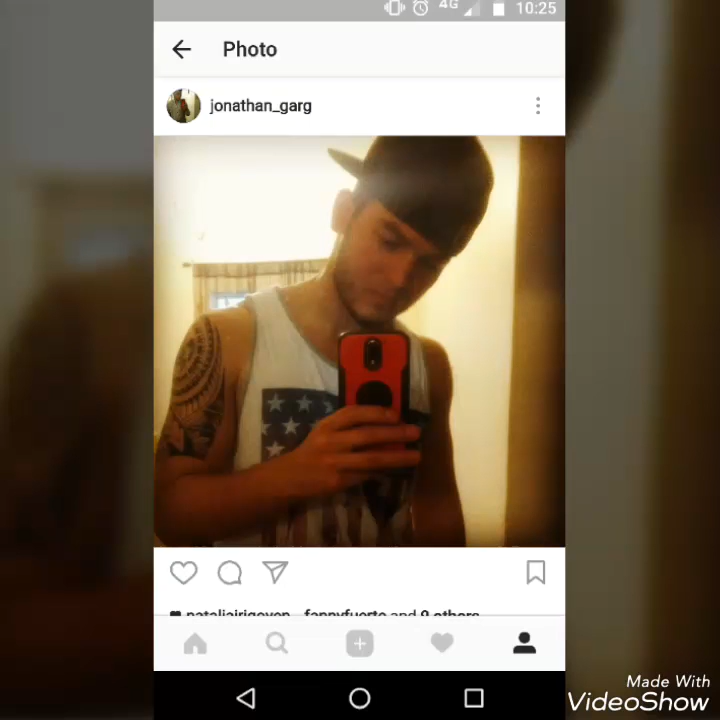 4G 10:25
Photo
jonathan_garg
and 9 others
Made With
VideoShow